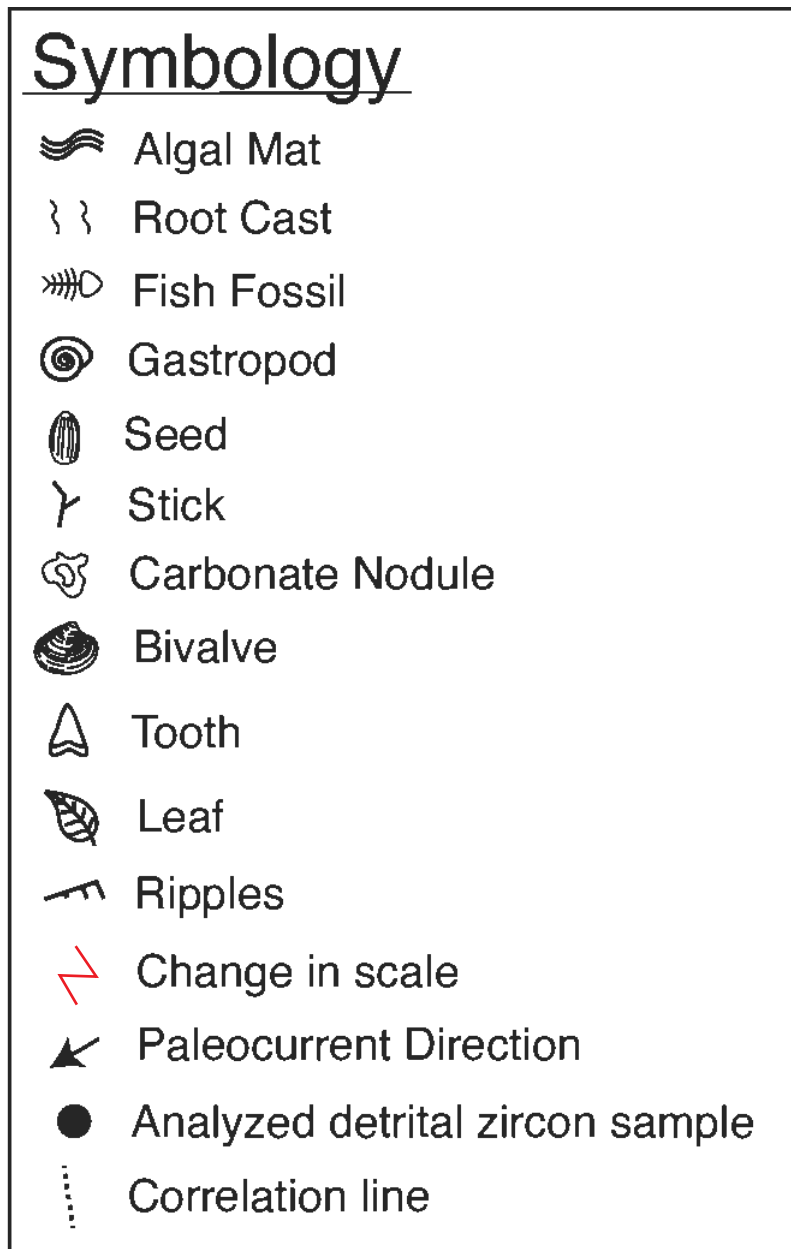 Symbology
Algal Mat
Root Cast
Fish Fossil
Gastropod
Seed
Stick
Carbonate Nodule
Bivalve
Tooth
Leaf
Ripples
Change in scale
Paleocurrent Direction
Analyzed detrital zircon sample
Correlation line